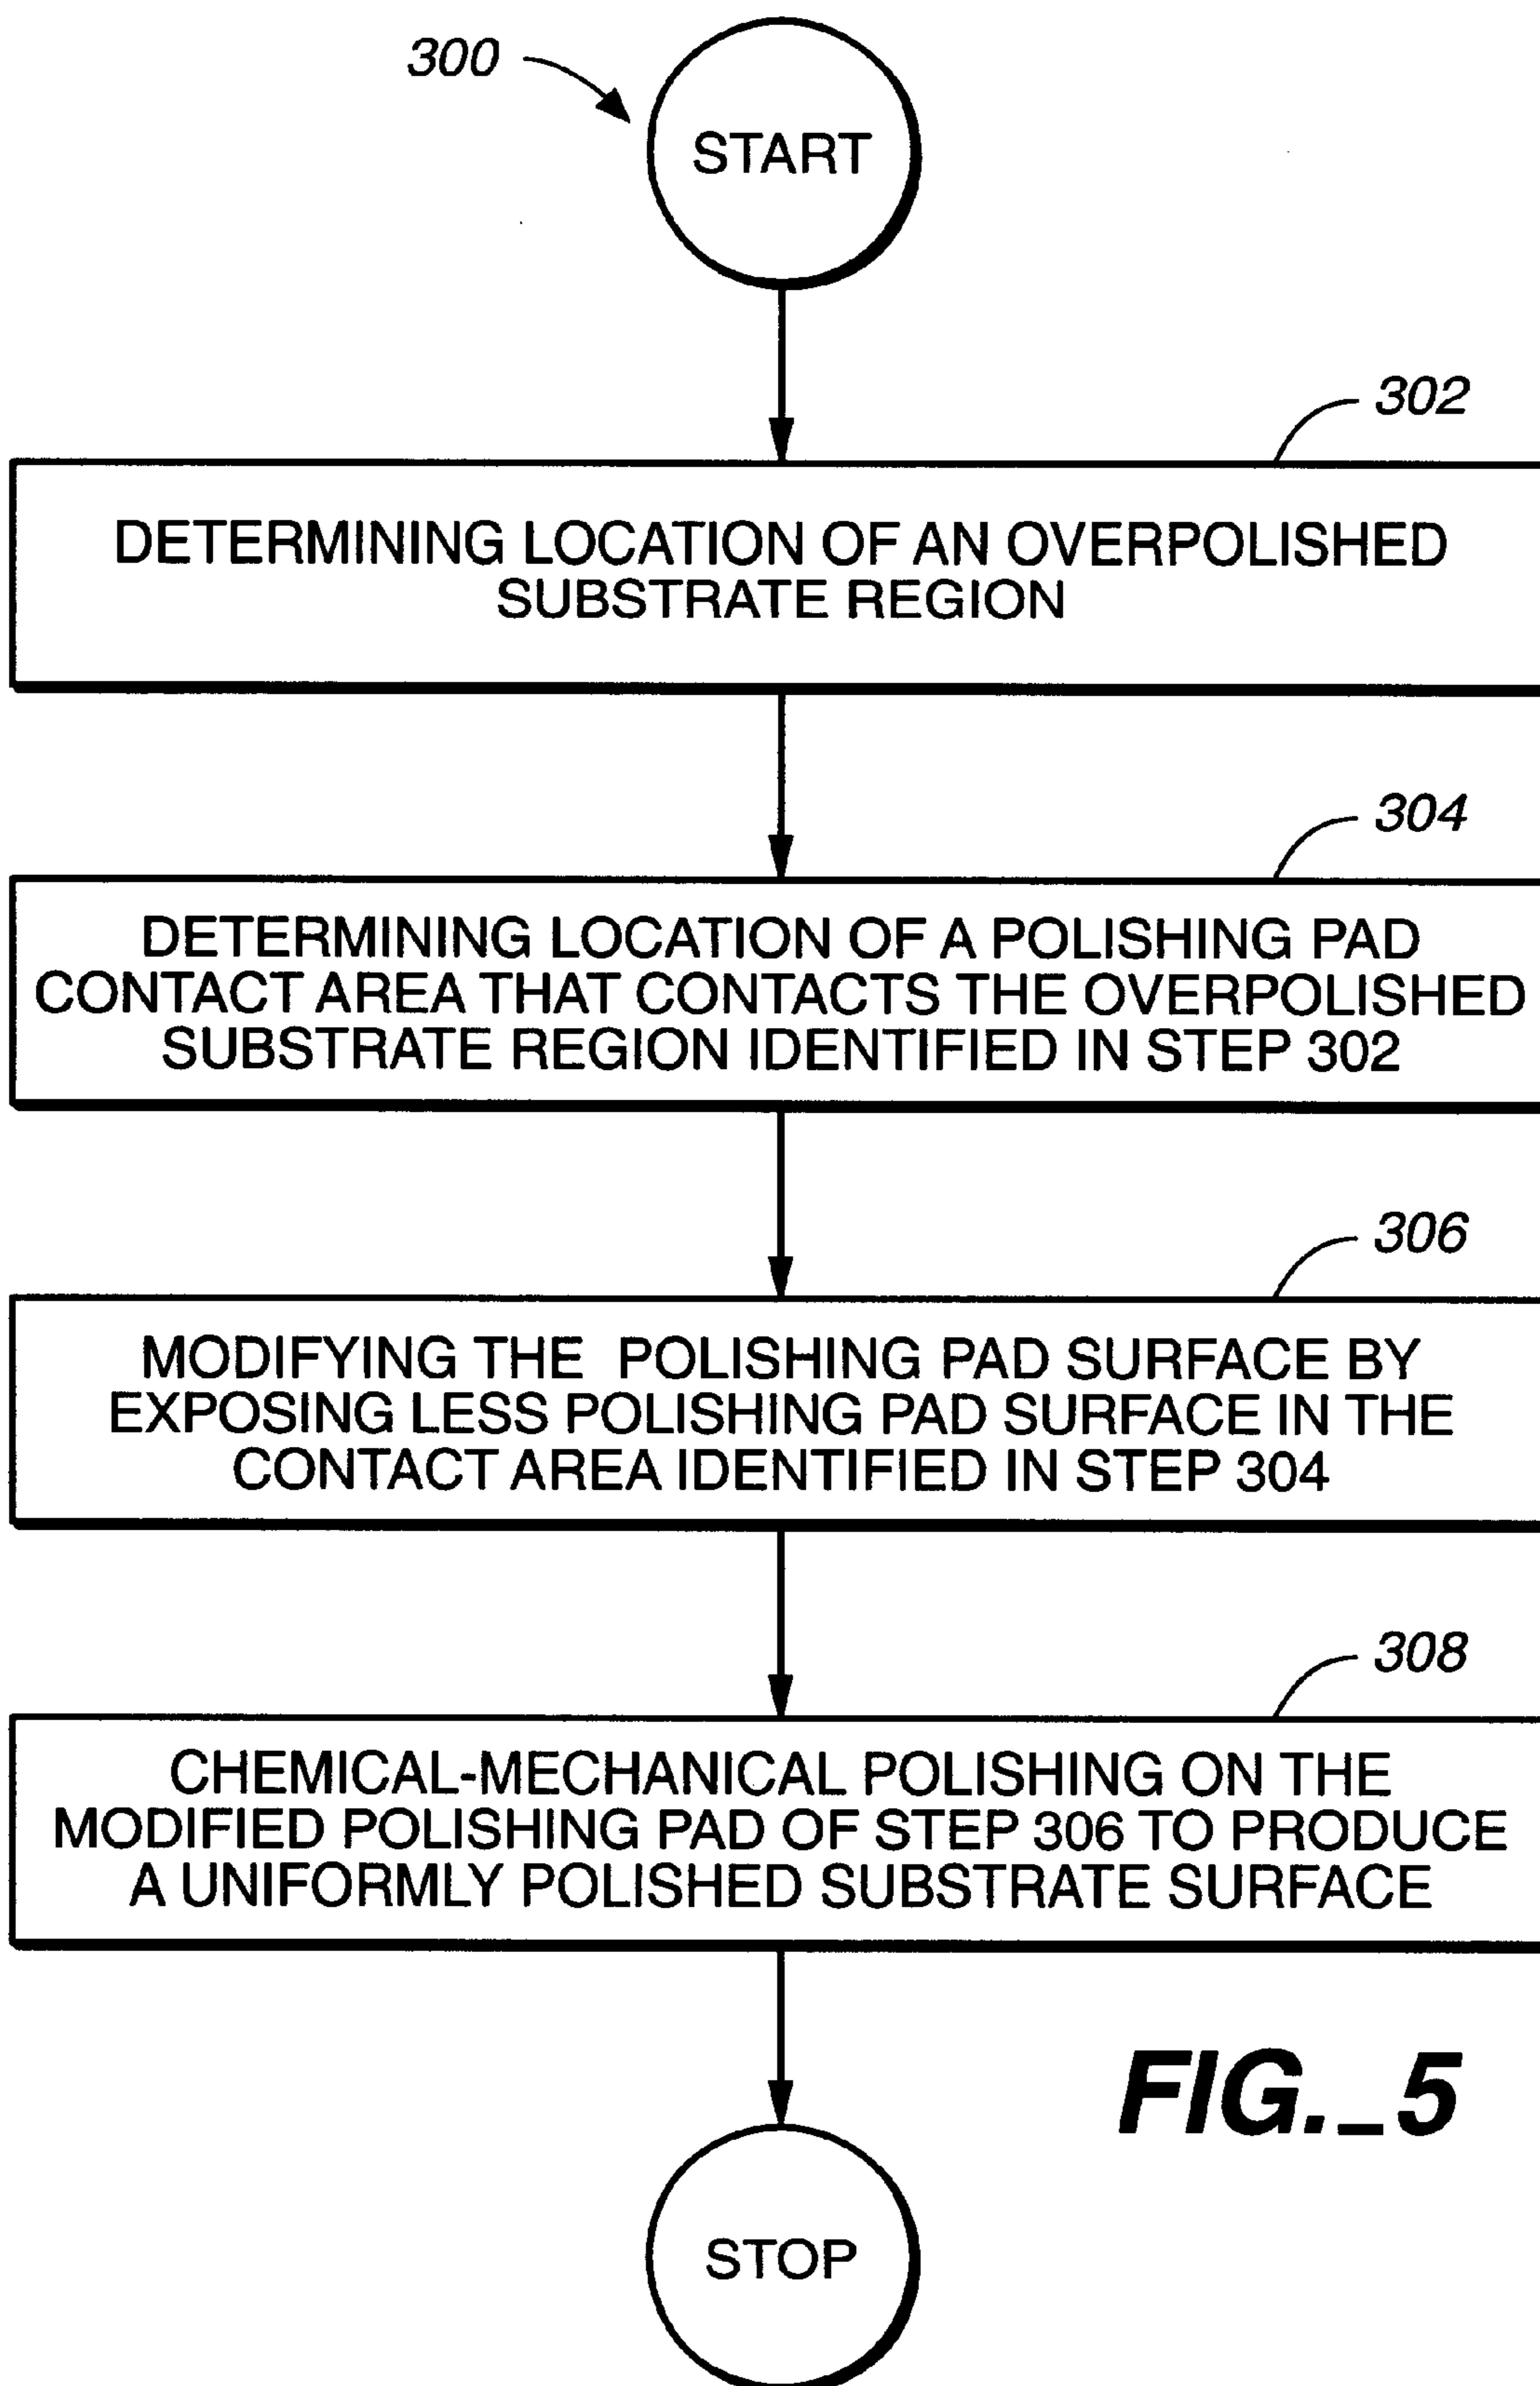 300
START
302
DETERMINING LOCATION OF AN OVERPOLISHED
SUBSTRATE REGION
304
DETERMINING LOCATION OF A POLISHING PAD
CONTACT AREA THAT CONTACTS THE OVERPOLISHED
SUBSTRATE REGION IDENTIFIED IN STEP 302
306
MODIFYING THE POLISHING PAD SURFACE BY
EXPOSING LESS POLISHING PAD SURFACE IN THE
CONTACT AREA IDENTIFIED IN STEP 304
308
CHEMICAL-MECHANICAL POLISHING ON THE
MODIFIED POLISHING PAD OF STEP 306 TO PRODUCE
A UNIFORMLY POLISHED SUBSTRATE SURFACE
FIG._5
STOP